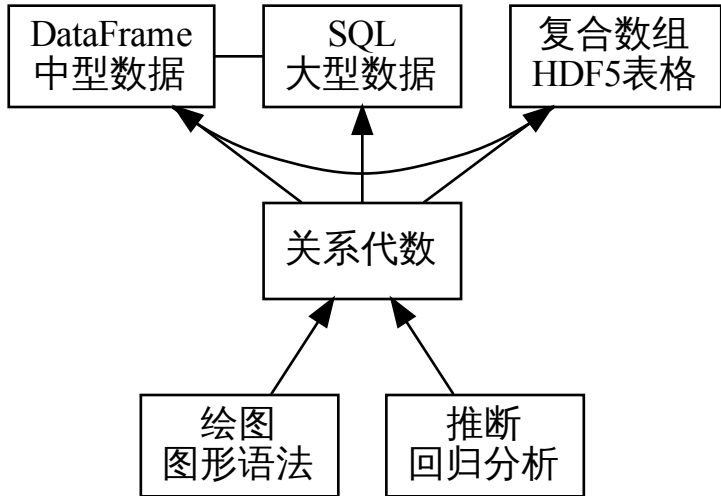 DataFrame
中型数据
SQL
大型数据
复合数组
HDF5表格
关系代数
绘图
图形语法
推断
回归分析